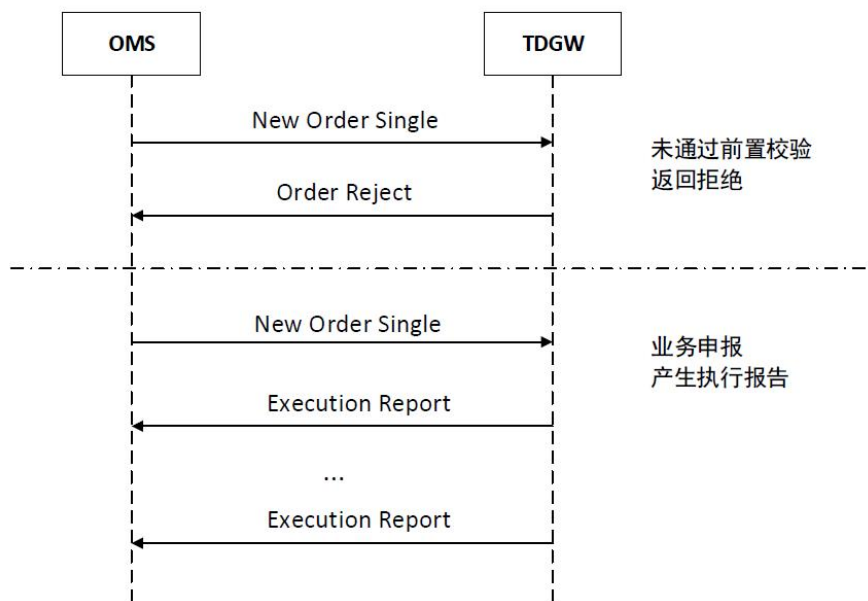 OMS
TDGW
New Order Single
未通过前置校验
返回拒绝
Order Reject
New Order Single
业务申报
产生执行报告
Execution Report
...
Execution Report